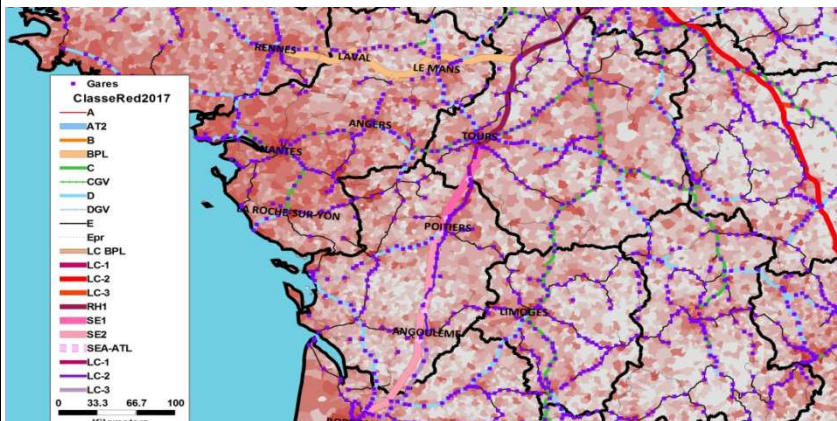 Gares
ClasseRed2017
A
AT2
B
BPL
C
CGV
D
DGV
E
Epr
LC BPL
LC-1
LC-2
LC-3
RH1
SE1
SE2
SEA-ATL
LC-1
LC-2
LC-3
0 33.3 66.7 100
Kilometers
RENNES
LAVAL
LE MANS
ANGERS
TOURS
NANTES
LA ROCHE-SUR-YON
POITIERS
LIMOGES
ANGOULÊME